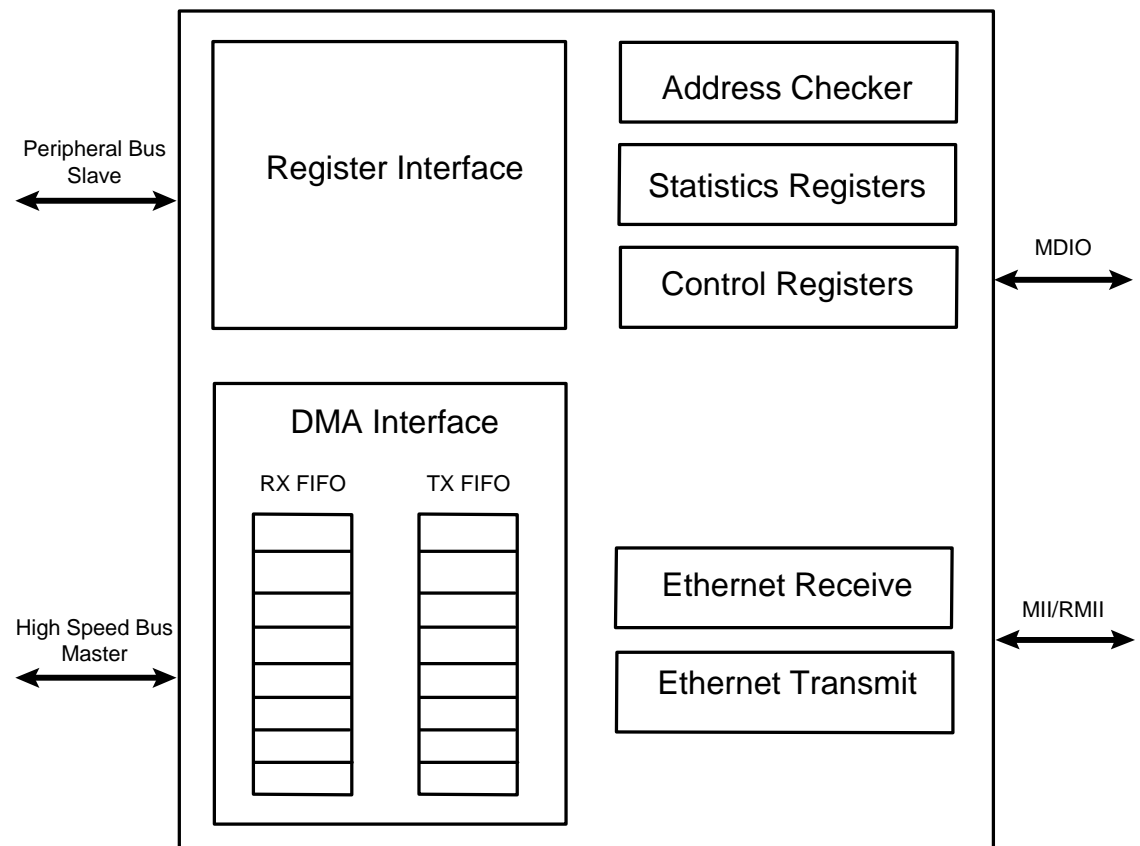 Address Checker
Register Interface
Statistics Registers
Control Registers
Peripheral Bus
Slave
MDIO
DMA Interface
RX FIFO
TX FIFO
Ethernet Receive
Ethernet Transmit
High Speed Bus
Master
MII/RMII